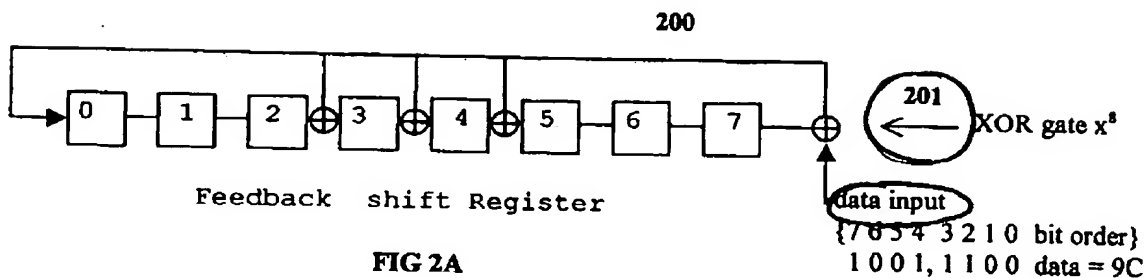 200
0 1 2 3 4 5 6 7
201
XOR gate x⁸
data input
Feedback shift Register
{7 6 5 4 3 2 1 0 bit order}
FIG 2A
1 0 0 1, 1 1 0 0 data = 9C